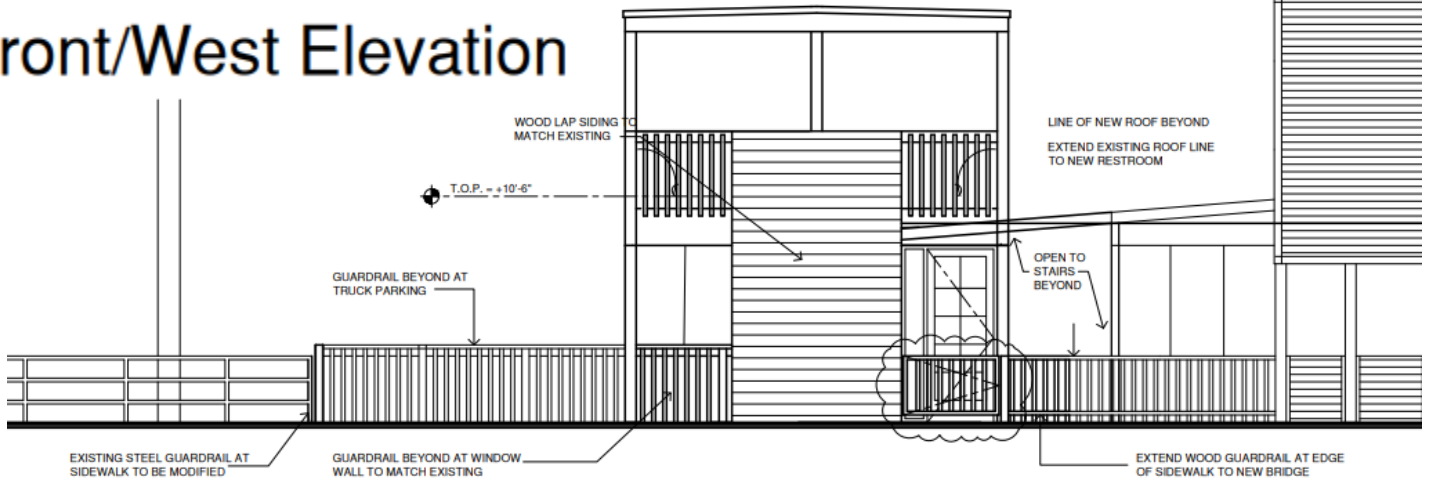 ront/West Elevation
WOOD LAP SIDING TO
MATCH EXISTING
LINE OF NEW ROOF BEYOND
EXTEND EXISTING ROOF LINE
TO NEW RESTROOM
T.O.P. = +10'-6"
OPEN TO
STAIRS
BEYOND
GUARDRAIL BEYOND AT
TRUCK PARKING
EXISTING STEEL GUARDRAIL AT
SIDEWALK TO BE MODIFIED
GUARDRAIL BEYOND AT WINDOW
WALL TO MATCH EXISTING
EXTEND WOOD GUARDRAIL AT EDGE
OF SIDEWALK TO NEW BRIDGE